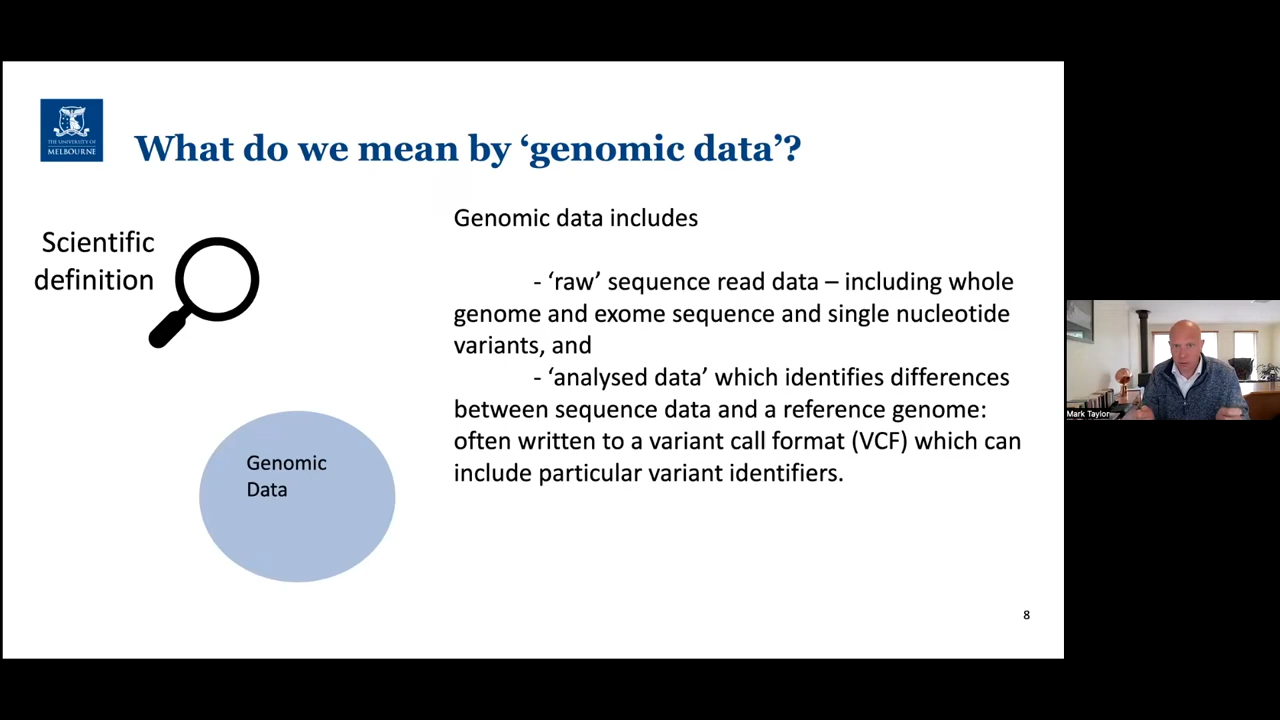 THE UNIVERSITY OF
MELBOURNE
What do we mean by ‘genomic data’?
Scientific
definition
Genomic data includes
- ‘raw’ sequence read data – including whole
genome and exome sequence and single nucleotide
variants, and
- ‘analysed data’ which identifies differences
between sequence data and a reference genome:
often written to a variant call format (VCF) which can
include particular variant identifiers.
Genomic
Data
8
Mark Taylor